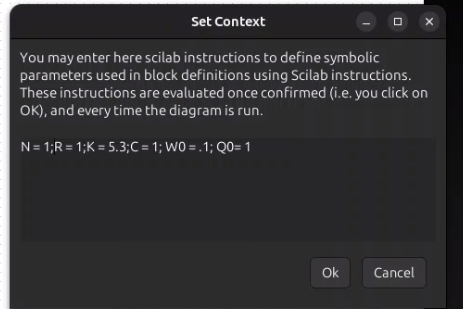 Set Context
You may enter here scilab instructions to define symbolic
parameters used in block definitions using Scilab instructions.
These instructions are evaluated once confirmed (i.e. you click on
OK), and every time the diagram is run.
N = 1;R = 1;K = 5.3;C = 1; W0 = .1; Q0= 1
Ok Cancel